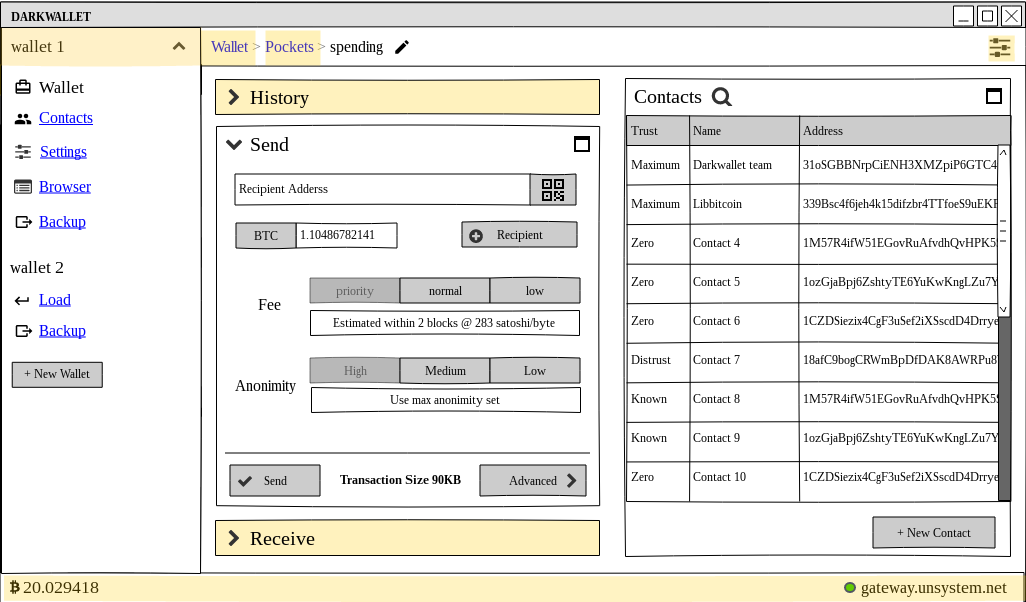 DARKWALLET
wallet 1
Wallet
Contacts
Settings
Browser
Backup
wallet 2
Load
Backup
+ New Wallet
Wallet > Pockets > spending
History
Send
Recipient Adderss
BTC 1.10486782141
Recipient
Fee
priority normal low
Estimated within 2 blocks @ 283 satoshi/byte
Anonimity
High Medium Low
Use max anonimity set
Send
Transaction Size 90KB
Advanced
Receive
Contacts
Trust Name Address
Maximum Darkwallet team 31oSGBBNrpCiENH3XMZpiP6GTC4
Maximum Libbitcoin 339Bsc4f6jeh4k15difzbr4TTfoeS9uEKF
Zero Contact 4 1M57R4ifW51EGovRuAfvdhQvHPK5S
Zero Contact 5 1ozGjaBpj6ZshtyTE6YuKwKngLZu7Y
Zero Contact 6 1CZDSiezix4CgF3uSef2iXSscdD4Drrye
Distrust Contact 7 18afC9bogCRWmBpDfDAK8AWRPu8
Known Contact 8 1M57R4ifW51EGovRuAfvdhQvHPK5S
Known Contact 9 1ozGjaBpj6ZshtyTE6YuKwKngLZu7Y
Zero Contact 10 1CZDSiezix4CgF3uSef2iXSscdD4Drrye
+ New Contact
20.029418
gateway.unsystem.net